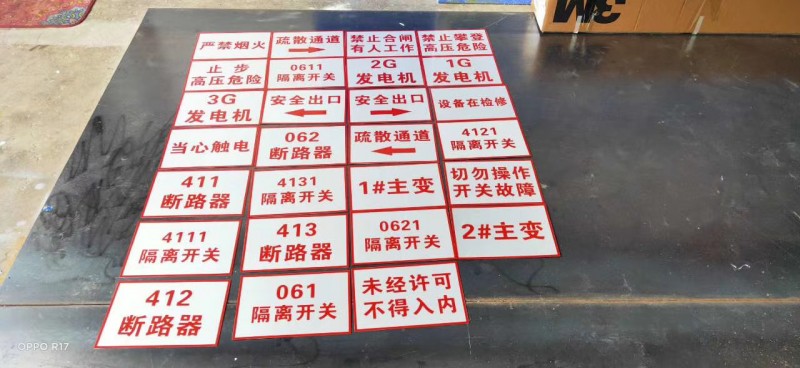 3M
严禁烟火
疏散通道
禁止合闸
有人工作
禁止攀登
高压危险
止步
高压危险
0611
隔离开关
2G
发电机
1G
发电机
3G
发电机
安全出口
安全出口
设备在检修
当心触电
062
断路器
疏散通道
4121
隔离开关
411
断路器
4131
隔离开关
1#主变
切勿操作
开关故障
4111
隔离开关
413
断路器
0621
隔离开关
2#主变
412
断路器
061
隔离开关
未经许可
不得入内
OPPO R17